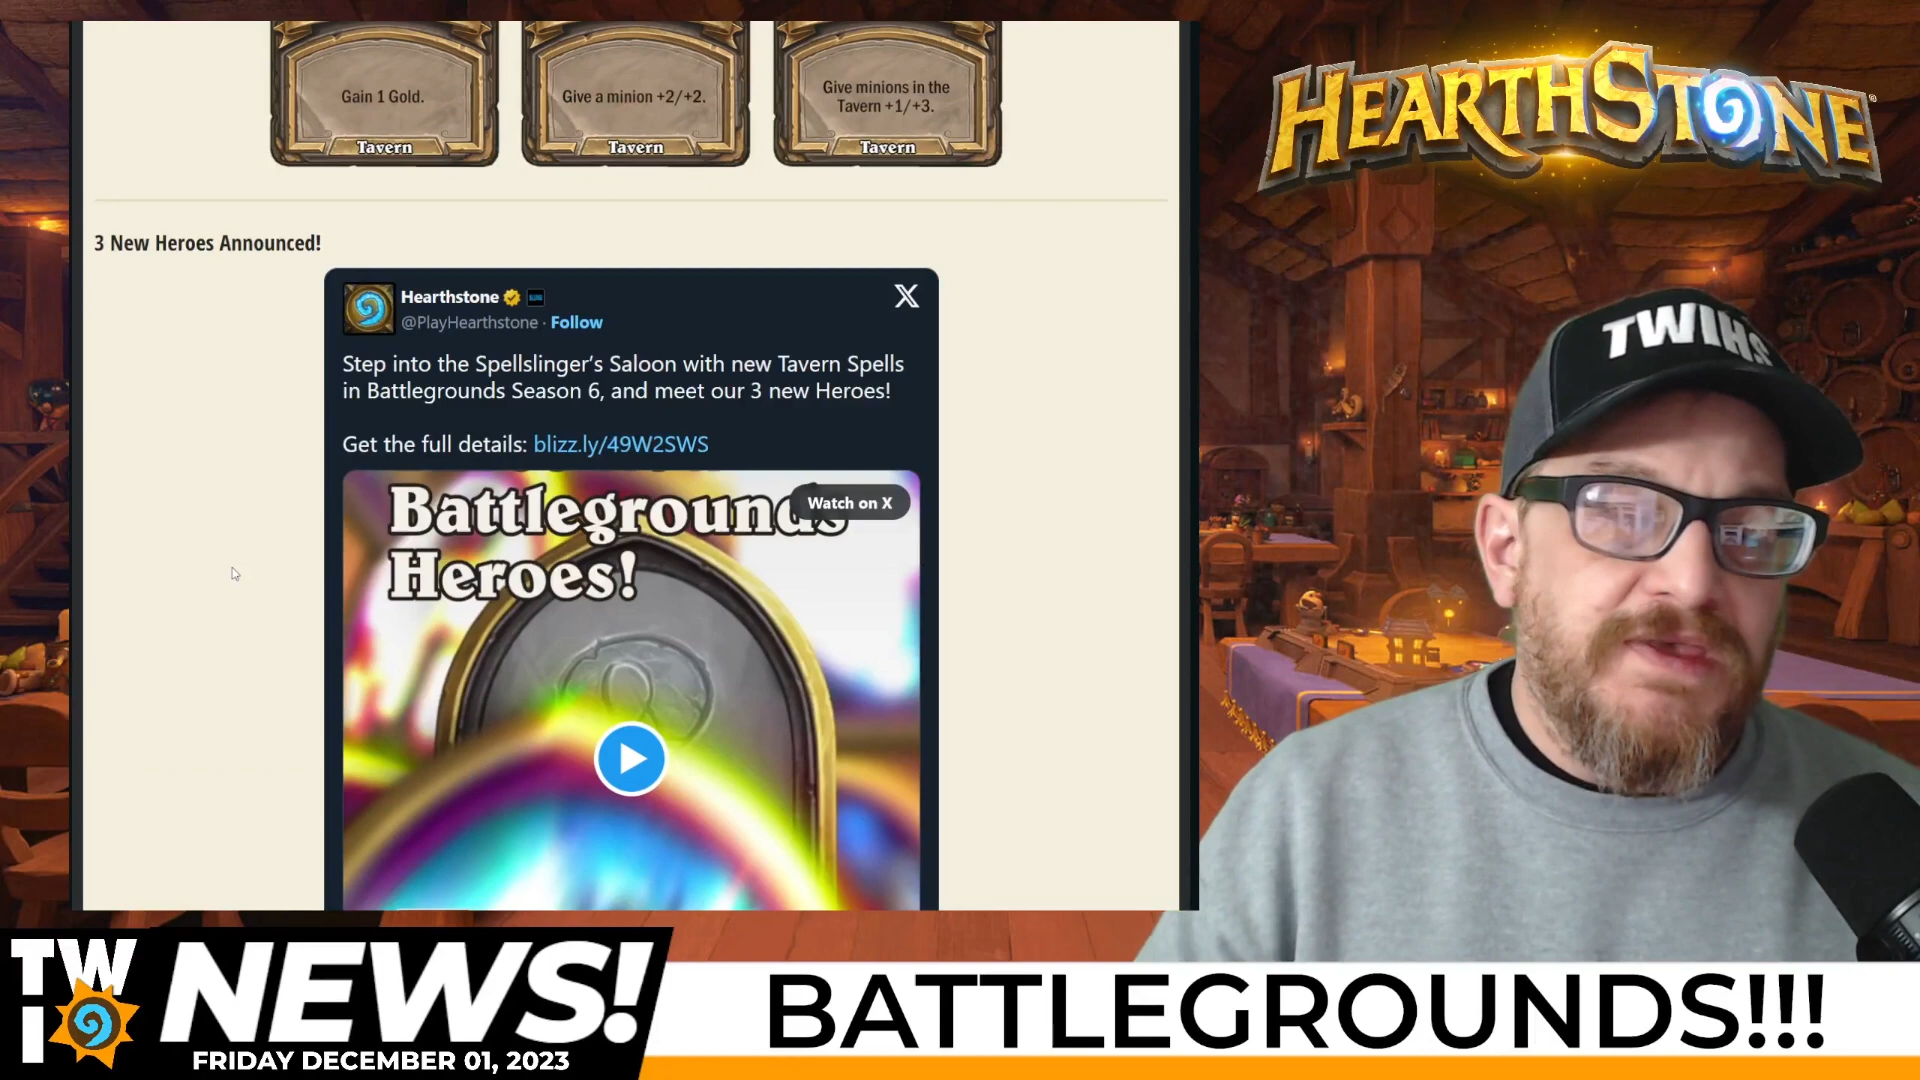 Gain 1 Gold.
Tavern
Give a minion +2/+2.
Tavern
Give minions in the
Tavern +1/+3.
Tavern
HEARTHSTONE
3 New Heroes Announced!
Hearthstone
@PlayHearthstone · Follow
X
Step into the Spellslinger's Saloon with new Tavern Spells
in Battlegrounds Season 6, and meet our 3 new Heroes!
Get the full details: blizz.ly/49W2SWS
Battlegrounds
Heroes!
Watch on X
TWIHS
TW
I
NEWS!
FRIDAY DECEMBER 01, 2023
BATTLEGROUNDS!!!